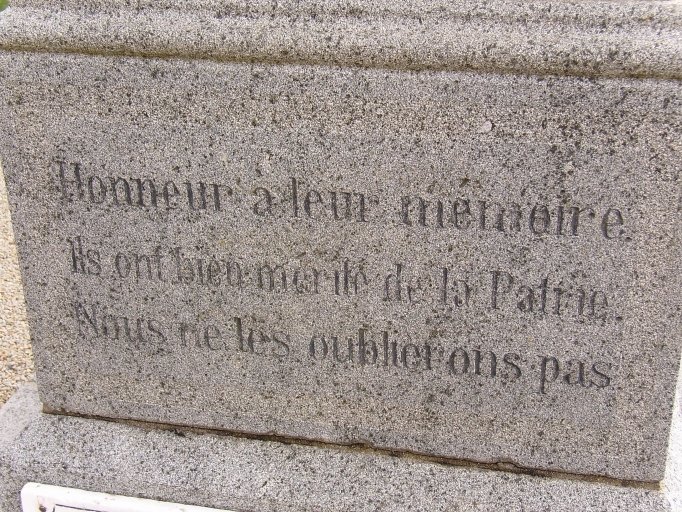 Honneur à leur mémoire
Ils ont bien mérité de la Patrie.
Nous ne les oublierons pas